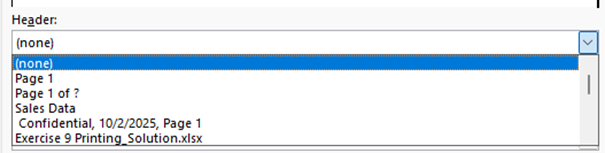 Header:
(none)
(none)
Page 1
Page 1 of ?
Sales Data
Confidential, 10/2/2025, Page 1
Exercise 9 Printing_Solution.xlsx